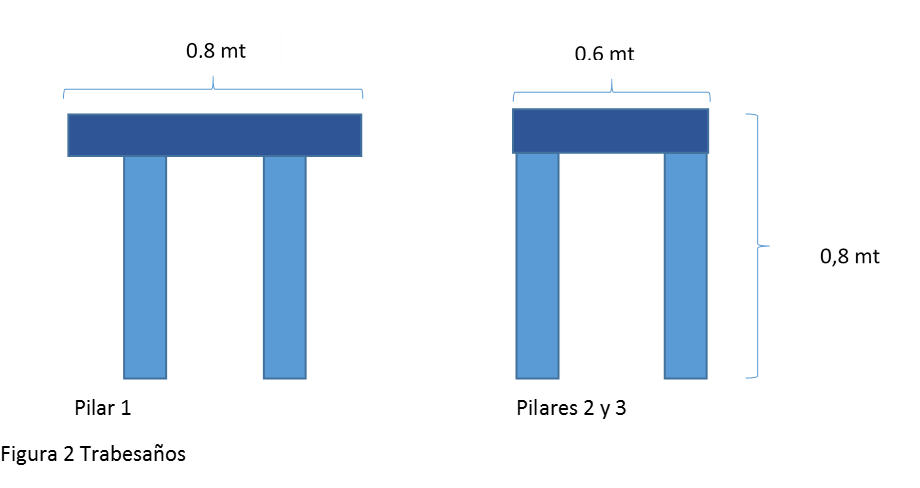 0.8 mt
0.6 mt
0,8 mt
Pilar 1
Pilares 2 y 3
Figura 2 Trabesaños